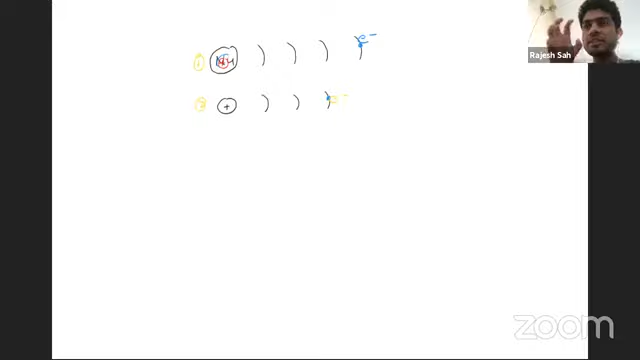 1 ) ) ) ) e-
Rajesh Sah
2 + ) ) ) e-
zoom